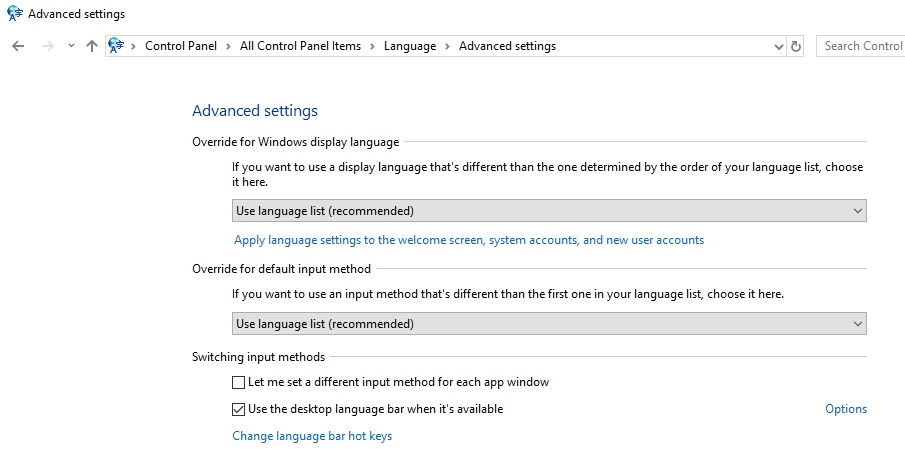 Advanced settings
Control Panel > All Control Panel Items > Language > Advanced settings
Search Control
Advanced settings
Override for Windows display language
If you want to use a display language that's different than the one determined by the order of your language list, choose
it here.
Use language list (recommended)
Apply language settings to the welcome screen, system accounts, and new user accounts
Override for default input method
If you want to use an input method that's different than the first one in your language list, choose it here.
Use language list (recommended)
Switching input methods
Let me set a different input method for each app window
Use the desktop language bar when it's available
Options
Change language bar hot keys